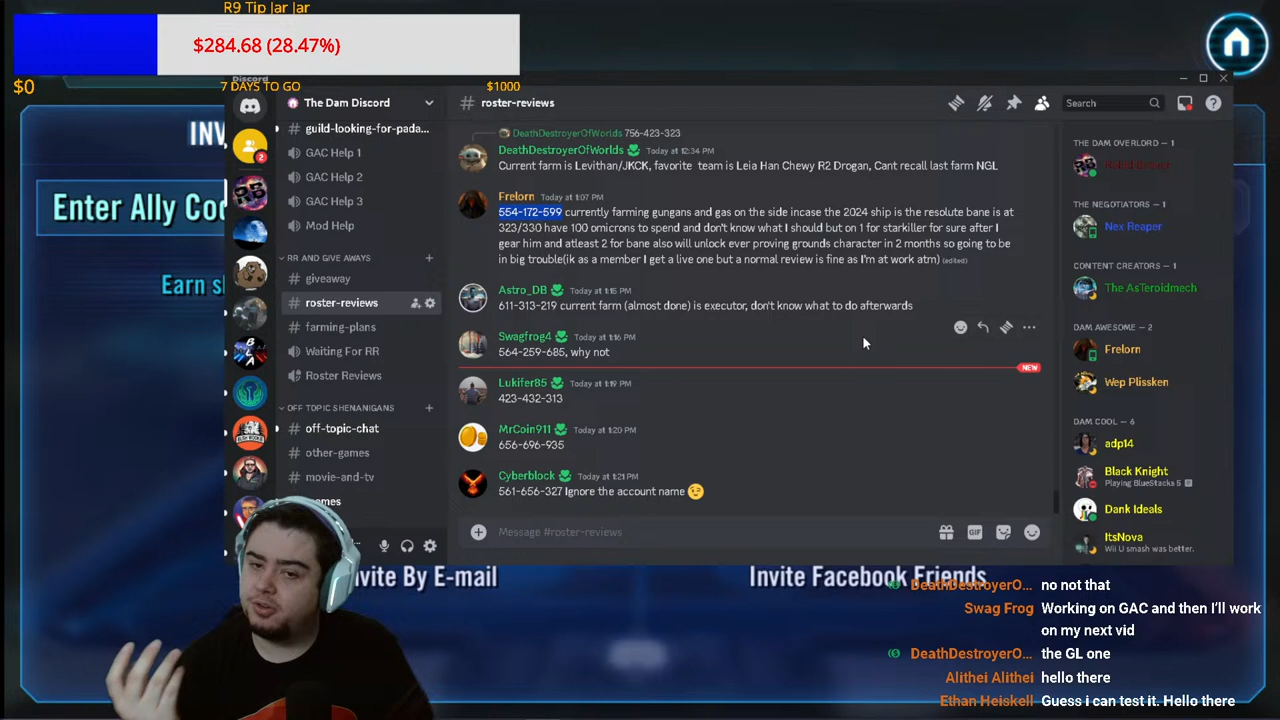 R9 Tip Jar Jar
$284.68 (28.47%)
$0
7 DAYS TO GO
$1000
Discord
The Dam Discord
# roster-reviews
Search
guild-looking-for-pada...
GAC Help 1
GAC Help 2
GAC Help 3
Mod Help
RR AND GIVE AWAYS
giveaway
roster-reviews
farming-plans
Waiting For RR
Roster Reviews
OFF TOPIC SHENANIGANS
off-topic-chat
other-games
movie-and-tv
2
INV
Enter Ally Cod
Earn s
DeathDestroyerOfWorlds 756-423-323
DeathDestroyerOfWorlds Today at 12:34 PM
Current farm is Levithan/JKCK, favorite team is Leia Han Chewy R2 Drogan, Cant recall last farm NGL
Frelorn Today at 1:07 PM
554-172-599 currently farming gungans and gas on the side incase the 2024 ship is the resolute bane is at
323/330 have 100 omicrons to spend and don't know what I should but on 1 for starkiller for sure after I
gear him and atleast 2 for bane also will unlock ever proving grounds character in 2 months so going to be
in big trouble(ik as a member I get a live one but a normal review is fine as I'm at work atm) (edited)
Astro_DB Today at 1:15 PM
611-313-219 current farm (almost done) is executor, don't know what to do afterwards
Swagfrog4 Today at 1:16 PM
564-259-685, why not
NEW
Lukifer85 Today at 1:19 PM
423-432-313
MrCoin911 Today at 1:20 PM
656-696-935
Cyberblock Today at 1:21 PM
561-656-327 Ignore the account name 😉
Message #roster-reviews
GIF
THE DAM OVERLORD — 1
THE NEGOTIATORS — 1
Nex Reaper
CONTENT CREATORS — 1
The AsTeroidmech
DAM AWESOME — 2
Frelorn
Wep Plissken
DAM COOL — 6
adp14
Black Knight
Playing BlueStacks 5
Dank Ideals
ItsNova
Wii U smash was better.
nvite By E-mail
Invite Facebook Friends
DeathDestroyerO... no not that
Swag Frog Working on GAC and then I'll work
on my next vid
DeathDestroyerO... the GL one
Alithei Alithei hello there
Ethan Heiskell Guess i can test it. Hello there